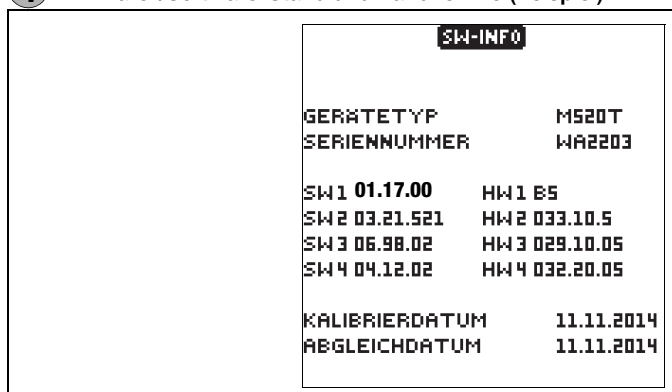 SW-INFO
GERÄTETYP M520T
SERIENNUMMER WA2203
SW1 01.17.00 HW1 B5
SW2 03.21.521 HW2 033.10.5
SW3 06.98.02 HW3 029.10.05
SW4 04.12.02 HW4 032.20.05
KALIBRIERDATUM 11.11.2014
ABGLEICHDATUM 11.11.2014